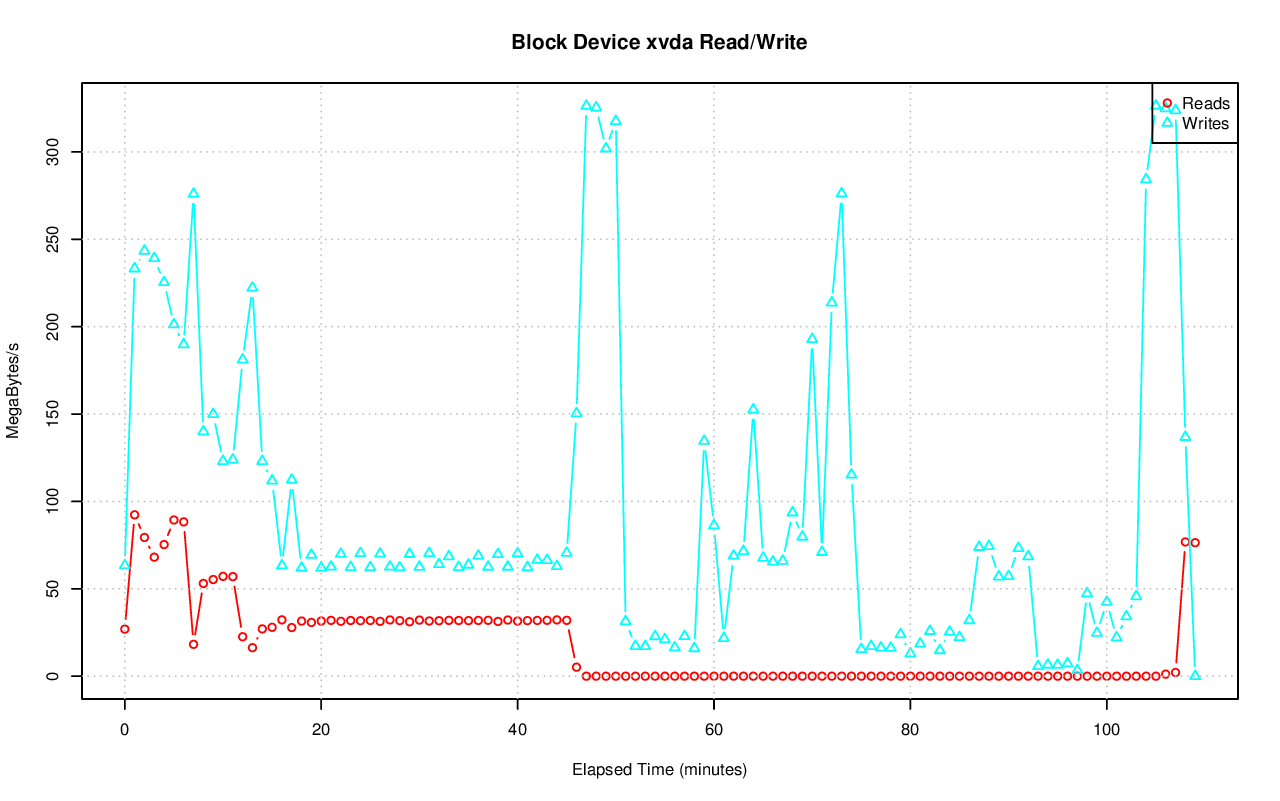 Block Device xvda Read/Write
Reads
Writes
300
250
200
150
100
50
0
MegaBytes/s
0 20 40 60 80 100
Elapsed Time (minutes)